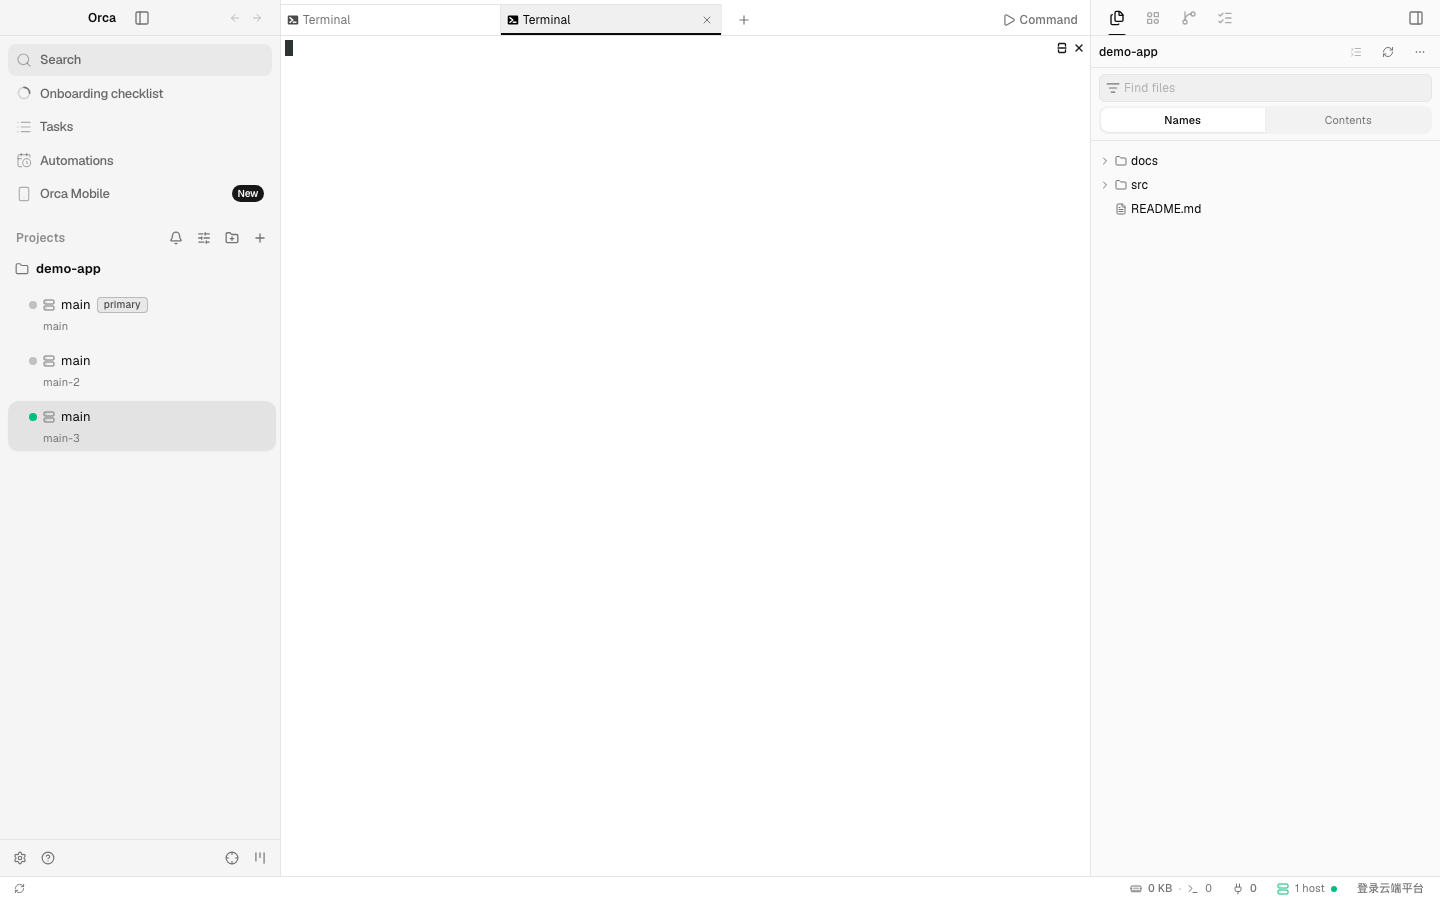 Orca
Terminal
Terminal
Command
Search
Onboarding checklist
Tasks
Automations
Orca Mobile
New
Projects
demo-app
main
primary
main
main
main-2
main
main-3
demo-app
Find files
Names
Contents
docs
src
README.md
0 KB · 0
0
1 host
登录云端平台